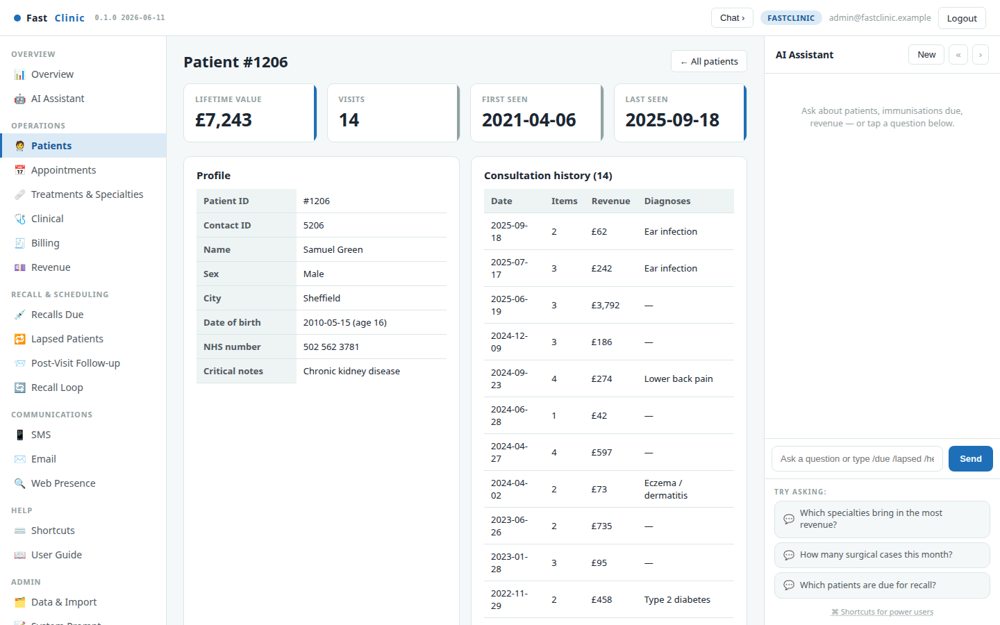 Fast Clinic 0.1.0 2026-06-11
Chat ›
FASTCLINIC
admin@fastclinic.example
Logout
OVERVIEW
Overview
AI Assistant
OPERATIONS
Patients
Appointments
Treatments & Specialties
Clinical
Billing
Revenue
RECALL & SCHEDULING
Recalls Due
Lapsed Patients
Post-Visit Follow-up
Recall Loop
COMMUNICATIONS
SMS
Email
Web Presence
HELP
Shortcuts
User Guide
ADMIN
Data & Import
System Prompt
Patient #1206
← All patients
LIFETIME VALUE
£7,243
VISITS
14
FIRST SEEN
2021-04-06
LAST SEEN
2025-09-18
Profile
Patient ID #1206
Contact ID 5206
Name Samuel Green
Sex Male
City Sheffield
Date of birth 2010-05-15 (age 16)
NHS number 502 562 3781
Critical notes Chronic kidney disease
Consultation history (14)
Date Items Revenue Diagnoses
2025-09-
18 2 £62 Ear infection
2025-07-
17 3 £242 Ear infection
2025-06-
19 3 £3,792 —
2024-12-
09 3 £186 —
2024-09-
23 4 £274 Lower back pain
2024-06-
28 1 £42 —
2024-04-
27 4 £597 —
2024-04-
02 2 £73 Eczema /
dermatitis
2023-06-
26 2 £735 —
2023-01-
28 3 £95 —
2022-11-
29 2 £458 Type 2 diabetes
AI Assistant
New
«
›
Ask about patients, immunisations due,
revenue — or tap a question below.
Ask a question or type /due /lapsed /he
Send
TRY ASKING:
Which specialties bring in the most
revenue?
How many surgical cases this month?
Which patients are due for recall?
⌘ Shortcuts for power users